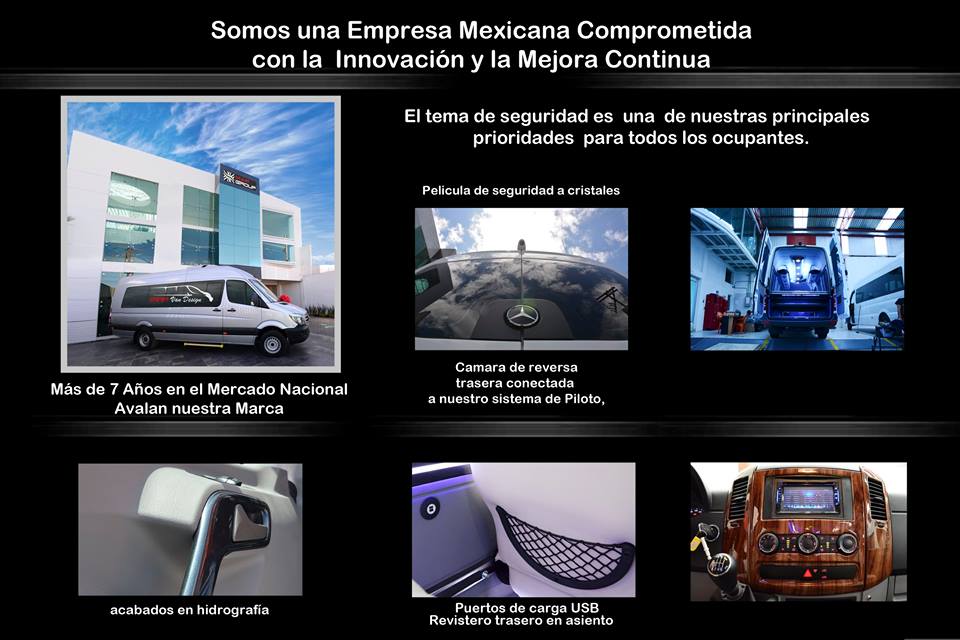 Somos una Empresa Mexicana Comprometida
con la Innovación y la Mejora Continua
El tema de seguridad es una de nuestras principales
prioridades para todos los ocupantes.
GROUP
Van Design
Más de 7 Años en el Mercado Nacional
Avalan nuestra Marca
Pelicula de seguridad a cristales
Camara de reversa
trasera conectada
a nuestro sistema de Piloto,
acabados en hidrografía
Puertos de carga USB
Revistero trasero en asiento